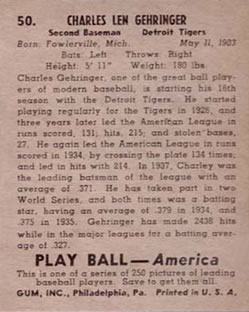 50. CHARLES LEN GEHRINGER
Second Baseman Detroit Tigers
Born: Fowlerville, Mich. May 11, 1903
Bats: Left Throws: Right
Height: 5' 11" Weight: 180 lbs.
Charles Gehringer, one of the great ball players
of modern baseball, is starting his 16th
season with the Detroit Tigers. He started
playing regularly for the Tigers in 1926, and
three years later led the American League in
runs scored, 131; hits, 215; and stolen bases,
27. He again led the American League in runs
scored in 1934, by crossing the plate 134 times,
and led in hits with 214. In 1937, Charley was
the leading batsman of the league with an
average of .371. He has taken part in two
World Series, and both times was a batting
star, having an average of .379 in 1934, and
.375 in 1935. Gehringer has made 2438 hits
while in the major leagues for a batting average
of .327.
PLAY BALL—America
This is one of a series of 250 pictures of leading
baseball players. Save to get them all.
GUM, INC., Philadelphia, Pa. Printed in U. S. A.